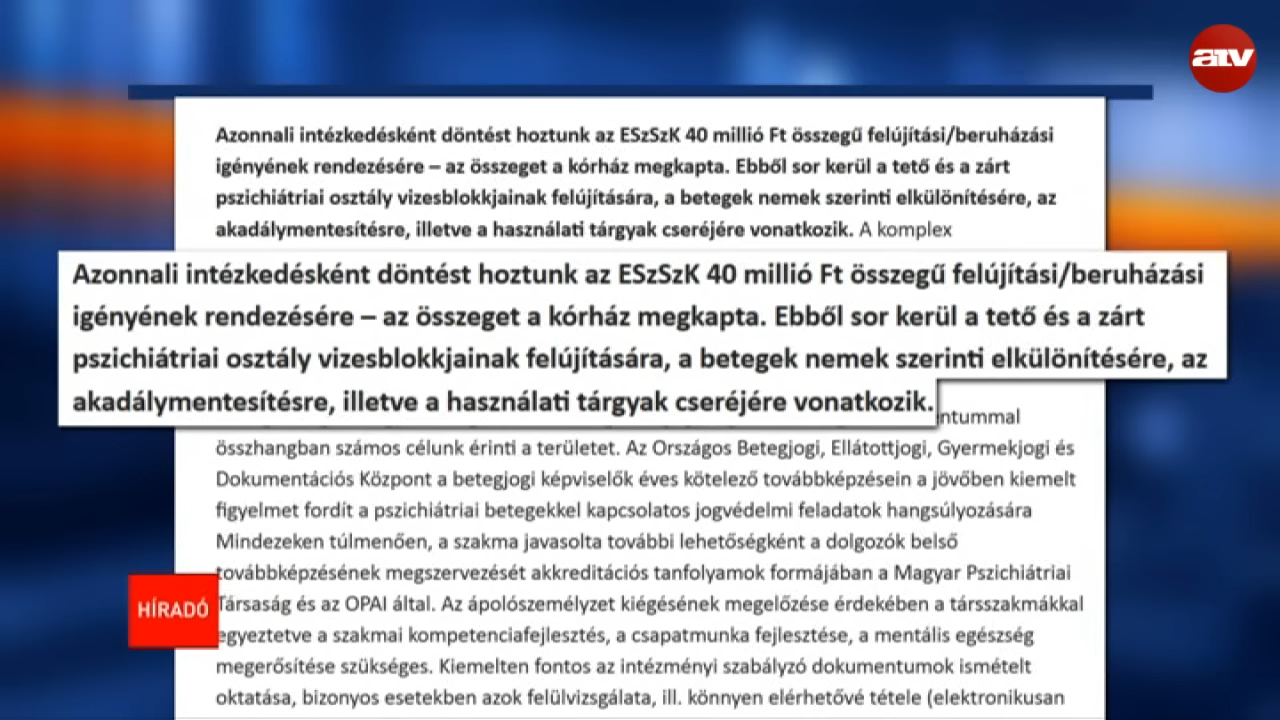 atv
Azonnali intézkedésként döntést hoztunk az ESzSzK 40 millió Ft összegű felújítási/beruházási
igényének rendezésére – az összeget a kórház megkapta. Ebből sor kerül a tető és a zárt
pszichiátriai osztály vizesblokkjainak felújítására, a betegek nemek szerinti elkülönítésére, az
akadálymentesítésre, illetve a használati tárgyak cseréjére vonatkozik. A komplex
Azonnali intézkedésként döntést hoztunk az ESzSzK 40 millió Ft összegű felújítási/beruházási
igényének rendezésére – az összeget a kórház megkapta. Ebből sor kerül a tető és a zárt
pszichiátriai osztály vizesblokkjainak felújítására, a betegek nemek szerinti elkülönítésére, az
akadálymentesítésre, illetve a használati tárgyak cseréjére vonatkozik.
ntummal
összhangban számos célunk érinti a területet. Az Országos Betegjogi, Ellátottjogi, Gyermekjogi és
Dokumentációs Központ a betegjogi képviselők éves kötelező továbbképzésein a jövőben kiemelt
figyelmet fordít a pszichiátriai betegekkel kapcsolatos jogvédelmi feladatok hangsúlyozására
Mindezeken túlmenően, a szakma javasolta további lehetőségként a dolgozók belső
továbbképzésének megszervezését akkreditációs tanfolyamok formájában a Magyar Pszichiátriai
Társaság és az OPAI által. Az ápolószemélyzet kiégésének megelőzése érdekében a társszakmákkal
egyeztetve a szakmai kompetenciafejlesztés, a csapatmunka fejlesztése, a mentális egészség
megerősítése szükséges. Kiemelten fontos az intézményi szabályzó dokumentumok ismételt
oktatása, bizonyos esetekben azok felülvizsgálata, ill. könnyen elérhetővé tétele (elektronikusan
HÍRADÓ